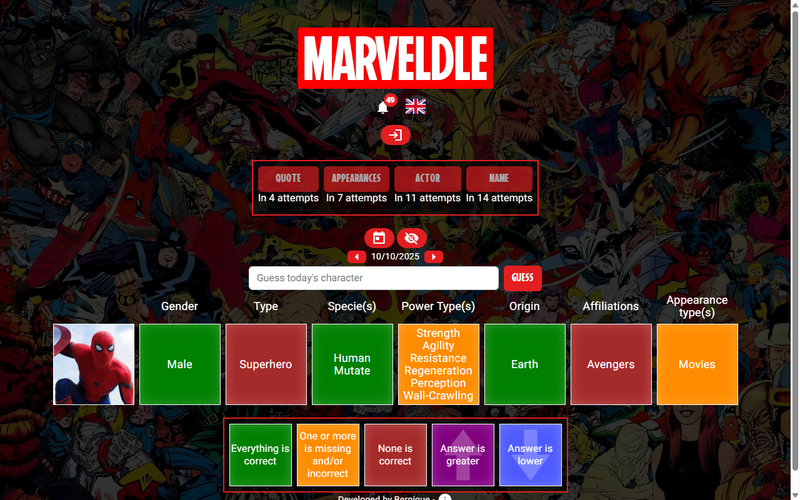 MARVELDLE
49
QUOTE APPEARANCES ACTOR NAME
In 4 attempts In 7 attempts In 11 attempts In 14 attempts
10/10/2025
Guess today's character GUESS
Gender Type Specie(s) Power Type(s) Origin Affiliations Appearance
type(s)
Male
Superhero
Human
Mutate
Strength
Agility
Resistance
Regeneration
Perception
Wall-Crawling
Earth
Avengers
Movies
Everything is
correct
One or more
is missing
and/or
incorrect
None is
correct
Answer is
greater
Answer is
lower
Developed by Bernique -